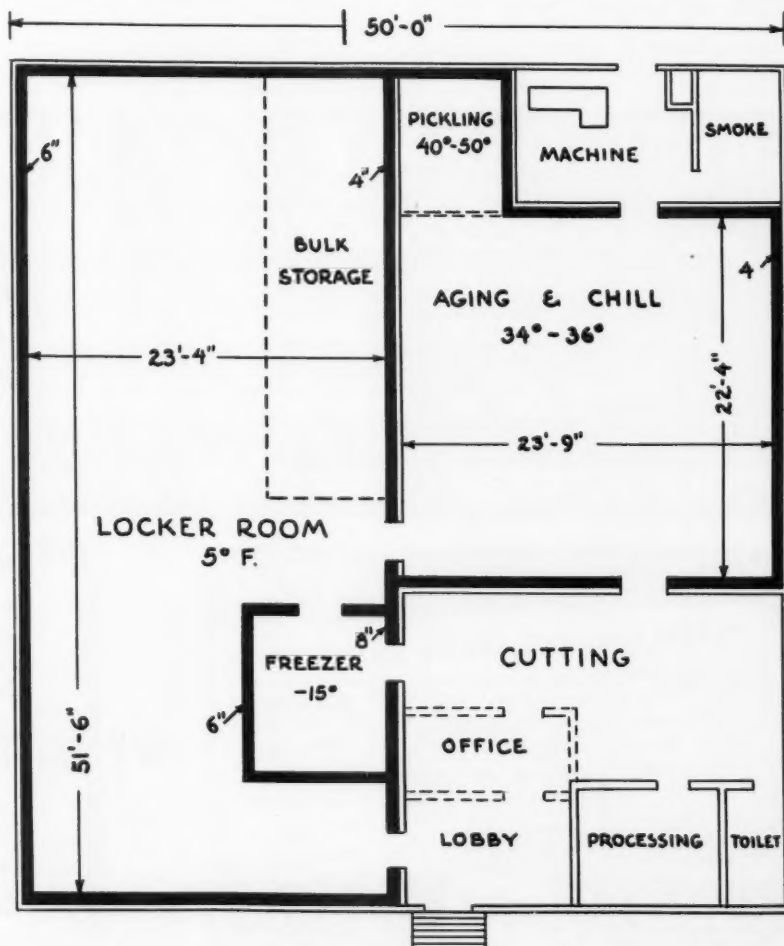 50'-0"
PICKLING
40°-50°
MACHINE
SMOKE
6"
4"
BULK
STORAGE
AGING & CHILL
34° - 36°
4
23'-4"
22'-4"
23'-9"
LOCKER ROOM
5° F.
8"
FREEZER
-15°
CUTTING
6"
51'-6"
OFFICE
LOBBY
PROCESSING
TOILET